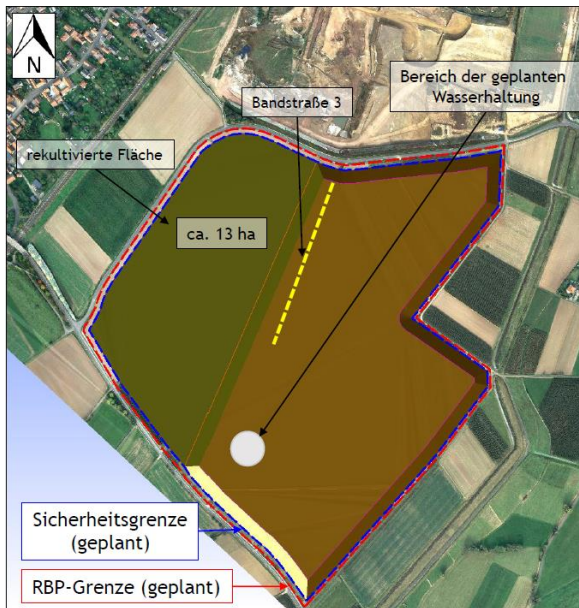 N
Bereich der geplanten
Wasserhaltung
Bandstraße 3
rekultivierte Fläche
ca. 13 ha
Sicherheitsgrenze
(geplant)
RBP-Grenze (geplant)